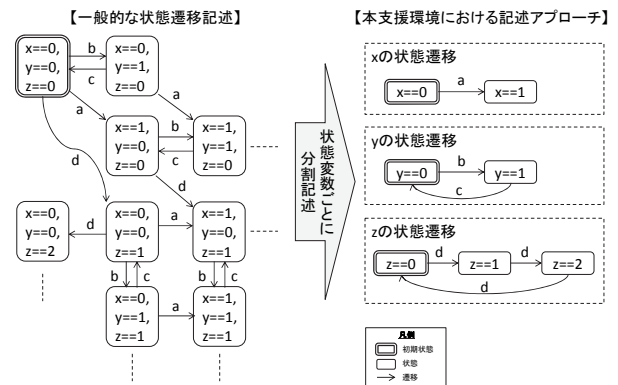 【一般的な状態遷移記述】
x==0,
y==0,
z==0
b
c
x==0,
y==1,
z==0
a
a
d
x==1,
y==0,
z==0
b
c
x==1,
y==1,
z==0
d
x==0,
y==0,
z==2
d
x==0,
y==0,
z==1
a
x==1,
y==0,
z==1
b
c
b
c
x==0,
y==1,
z==1
a
x==1,
y==1,
z==1
状態変数ごとに
分割記述
【本支援環境における記述アプローチ】
xの状態遷移
x==0
a
x==1
yの状態遷移
y==0
b
y==1
c
zの状態遷移
z==0
d
z==1
d
z==2
d
凡例
初期状態
状態
遷移